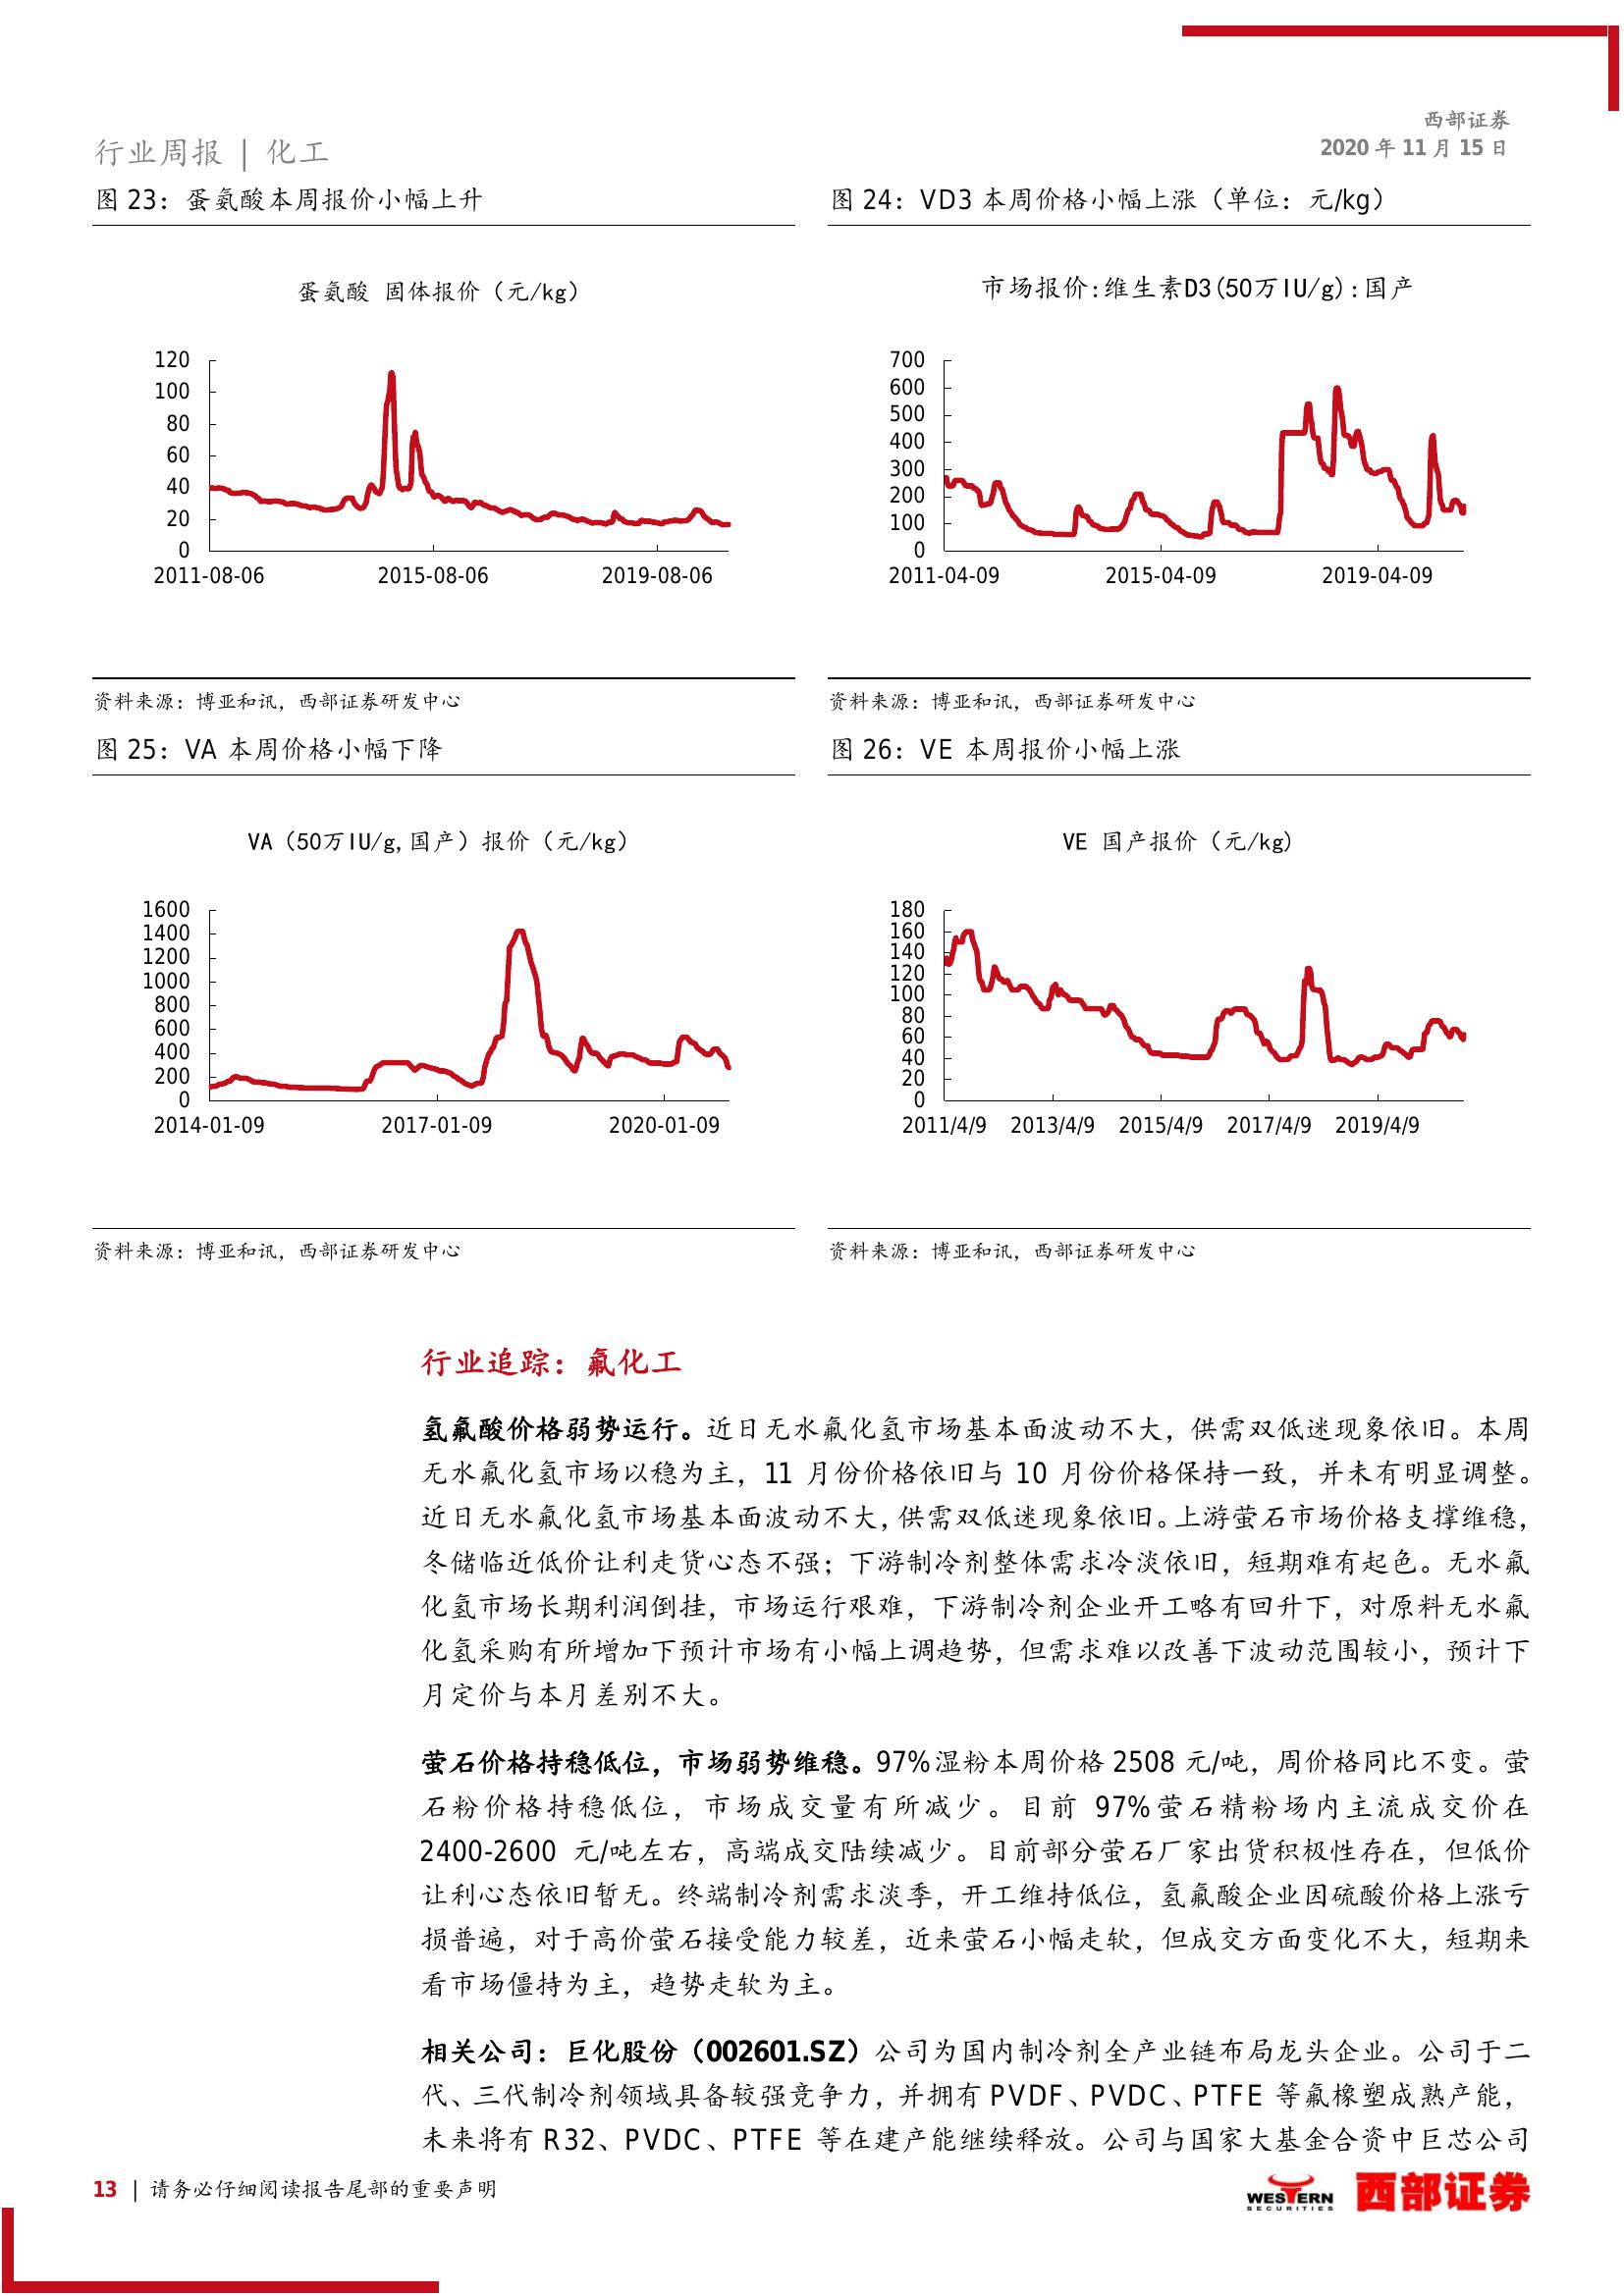 西部证券
2020 年 11 月 15 日
行业周报 | 化工
图 23：蛋氨酸本周报价小幅上升
蛋氨酸 固体报价（元/kg）
120
100
80
60
40
20
0
2011-08-06 2015-08-06 2019-08-06
资料来源：博亚和讯，西部证券研发中心
图 24：VD3 本周价格小幅上涨（单位：元/kg）
市场报价:维生素D3(50万IU/g):国产
700
600
500
400
300
200
100
0
2011-04-09 2015-04-09 2019-04-09
资料来源：博亚和讯，西部证券研发中心
图 25：VA 本周价格小幅下降
VA（50万IU/g,国产）报价（元/kg）
1600
1400
1200
1000
800
600
400
200
0
2014-01-09 2017-01-09 2020-01-09
资料来源：博亚和讯，西部证券研发中心
图 26：VE 本周报价小幅上涨
VE 国产报价（元/kg）
180
160
140
120
100
80
60
40
20
0
2011/4/9 2013/4/9 2015/4/9 2017/4/9 2019/4/9
资料来源：博亚和讯，西部证券研发中心
行业追踪：氟化工
氢氟酸价格弱势运行。近日无水氟化氢市场基本面波动不大，供需双低迷现象依旧。本周
无水氟化氢市场以稳为主，11 月份价格依旧与 10 月份价格保持一致，并未有明显调整。
近日无水氟化氢市场基本面波动不大，供需双低迷现象依旧。上游萤石市场价格支撑维稳，
冬储临近低价让利走货心态不强；下游制冷剂整体需求冷淡依旧，短期难有起色。无水氟
化氢市场长期利润倒挂，市场运行艰难，下游制冷剂企业开工略有回升下，对原料无水氟
化氢采购有所增加下预计市场有小幅上调趋势，但需求难以改善下波动范围较小，预计下
月定价与本月差别不大。
萤石价格持稳低位，市场弱势维稳。97%湿粉本周价格 2508 元/吨，周价格同比不变。萤
石粉价格持稳低位，市场成交量有所减少。目前 97%萤石精粉场内主流成交价在
2400-2600 元/吨左右，高端成交陆续减少。目前部分萤石厂家出货积极性存在，但低价
让利心态依旧暂无。终端制冷剂需求淡季，开工维持低位，氢氟酸企业因硫酸价格上涨亏
损普遍，对于高价萤石接受能力较差，近来萤石小幅走软，但成交方面变化不大，短期来
看市场僵持为主，趋势走软为主。
相关公司：巨化股份（002601.SZ）公司为国内制冷剂全产业链布局龙头企业。公司于二
代、三代制冷剂领域具备较强竞争力，并拥有 PVDF、PVDC、PTFE 等氟橡塑成熟产能，
未来将有 R32、PVDC、PTFE 等在建产能继续释放。公司与国家大基金合资中巨芯公司
13 | 请务必仔细阅读报告尾部的重要声明
WESTERN
SECURITIES
西部证券